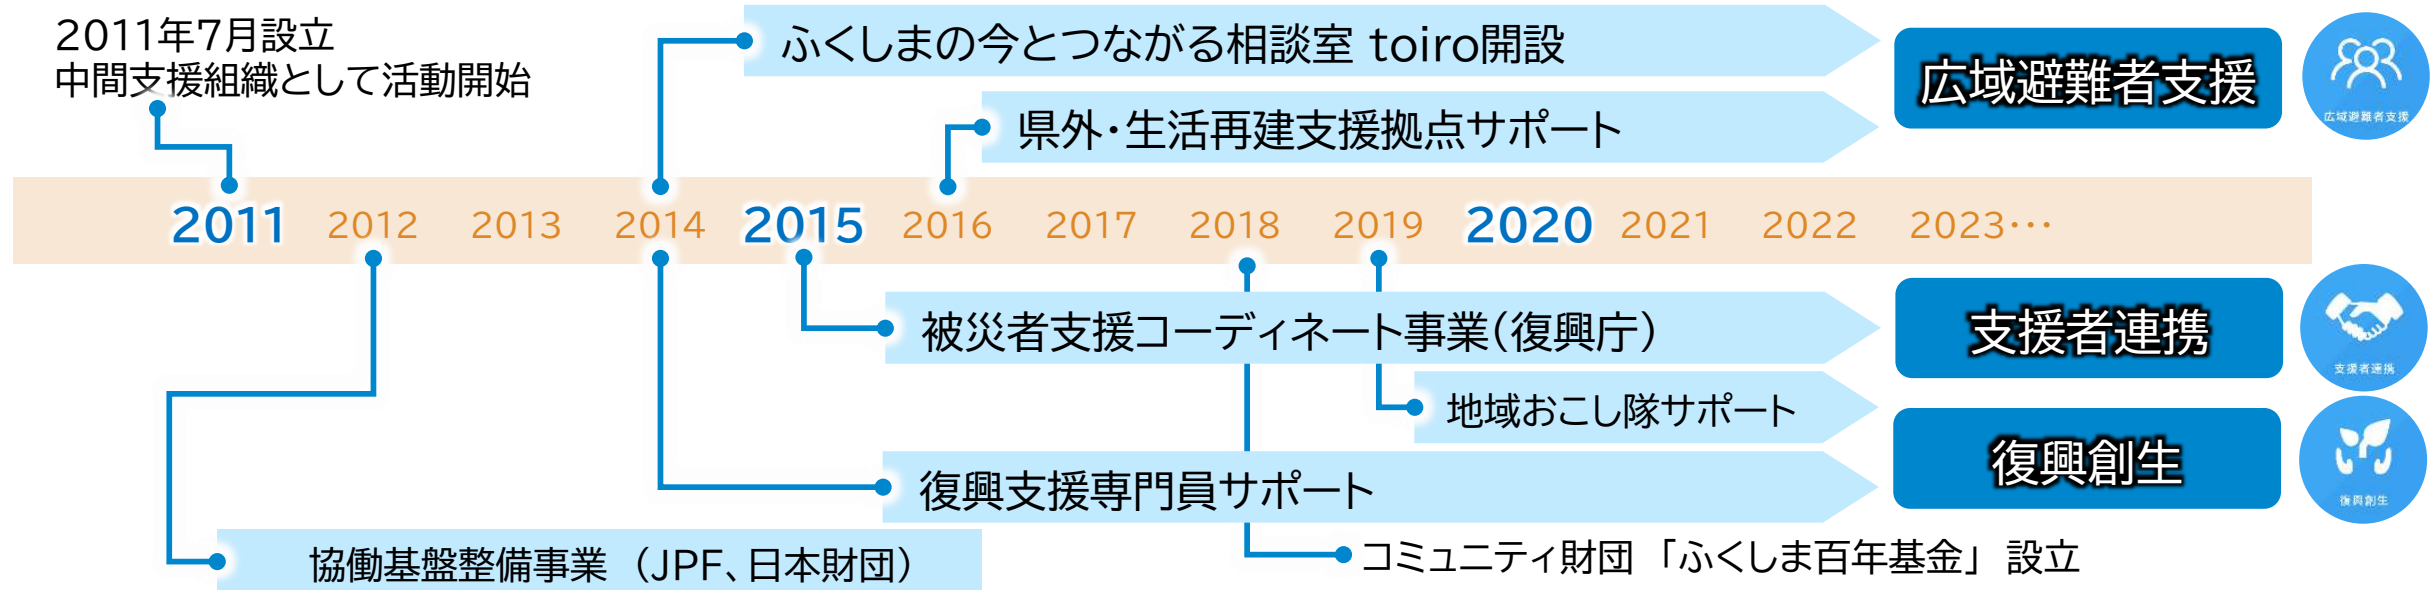 2011年7月設立
中間支援組織として活動開始
ふくしまの今とつながる相談室 toiro開設
県外・生活再建支援拠点サポート
広域避難者支援
広域避難者支援
2011 2012 2013 2014 2015 2016 2017 2018 2019 2020 2021 2022 2023…
被災者支援コーディネート事業(復興庁)
支援者連携
支援者連携
地域おこし隊サポート
復興支援専門員サポート
復興創生
復興創生
協働基盤整備事業 (JPF、日本財団)
コミュニティ財団 「ふくしま百年基金」 設立